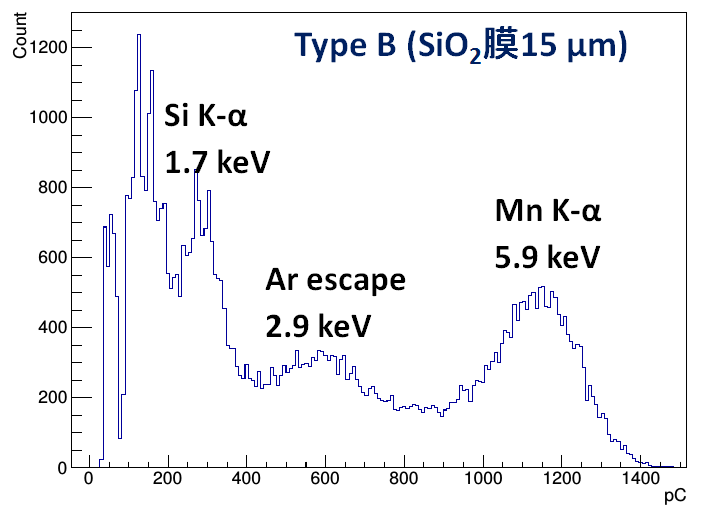 Count
Type B (SiO₂膜15 μm)
1200
1000
800
600
400
200
0
Si K-α
1.7 keV
Ar escape
2.9 keV
Mn K-α
5.9 keV
0 200 400 600 800 1000 1200 1400
pC